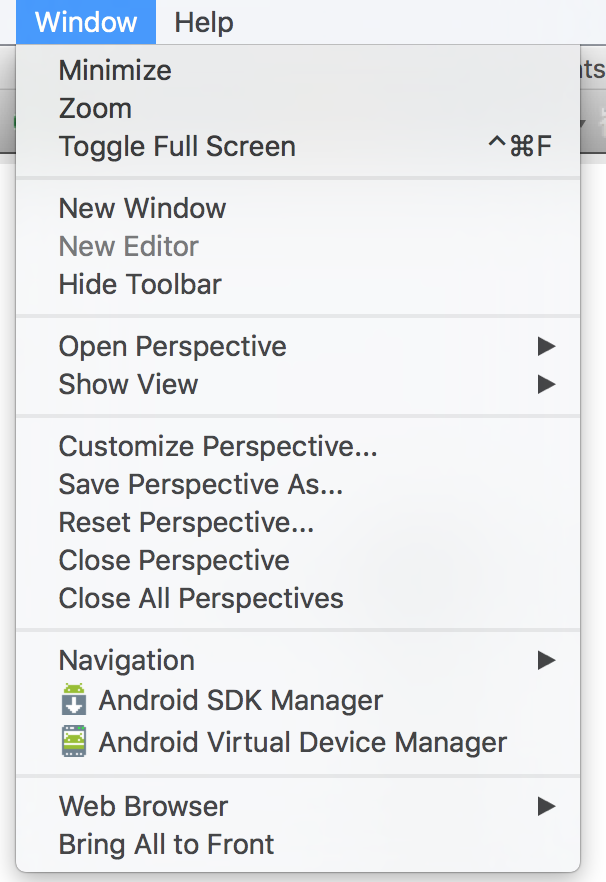 Window Help
Minimize
Zoom
Toggle Full Screen ^⌘F
New Window
New Editor
Hide Toolbar
Open Perspective
Show View
Customize Perspective...
Save Perspective As...
Reset Perspective...
Close Perspective
Close All Perspectives
Navigation
Android SDK Manager
Android Virtual Device Manager
Web Browser
Bring All to Front